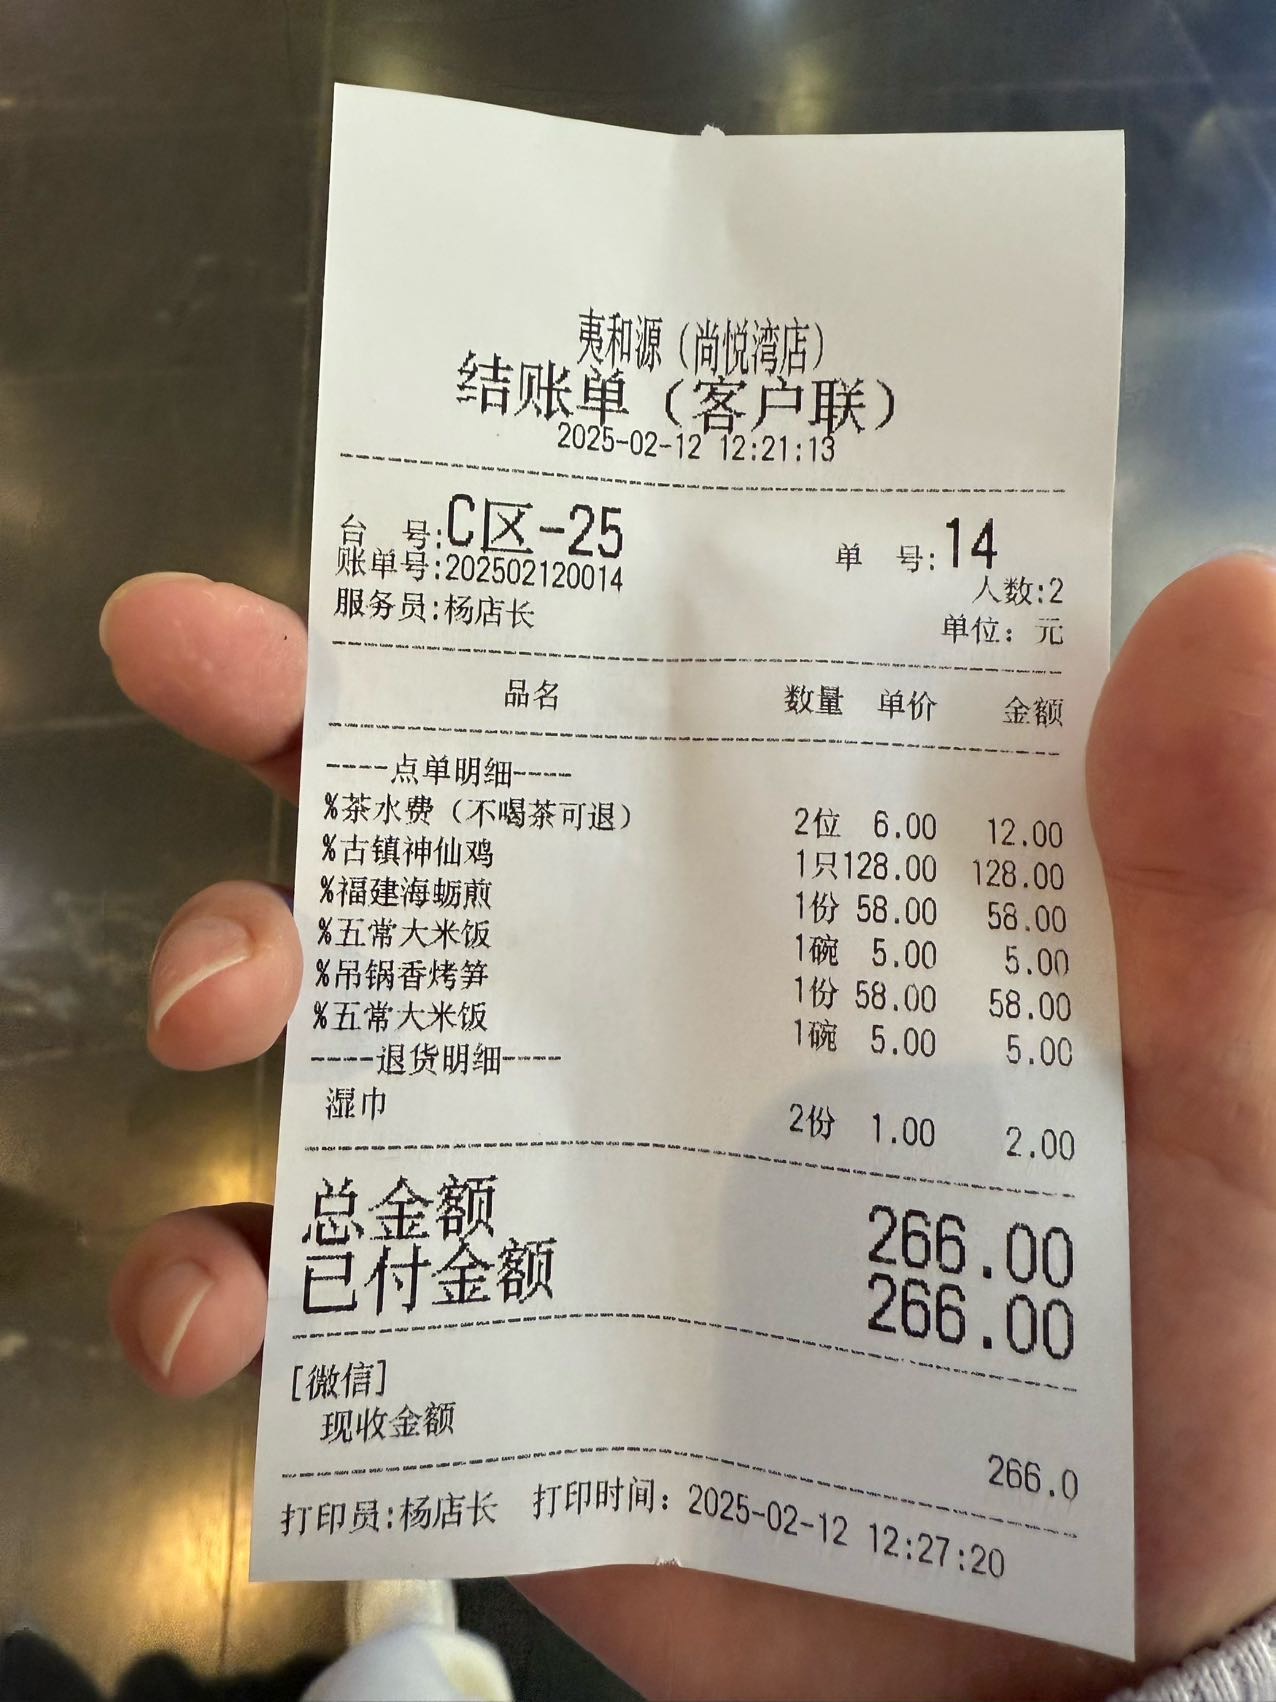 夷和源（尚悦湾店）
结账单（客户联）
2025-02-12 12:21:13
台 号:C区-25 单 号:14
账单号:202502120014 人数:2
服务员:杨店长 单位：元
品名 数量 单价 金额
----点单明细----
%茶水费（不喝茶可退） 2位 6.00 12.00
%古镇神仙鸡 1只128.00 128.00
%福建海蛎煎 1份 58.00 58.00
%五常大米饭 1碗 5.00 5.00
%吊锅香烤笋 1份 58.00 58.00
%五常大米饭 1碗 5.00 5.00
----退货明细----
湿巾 2份 1.00 2.00
总金额 266.00
已付金额 266.00
[微信]
现收金额 266.0
打印员:杨店长 打印时间：2025-02-12 12:27:20